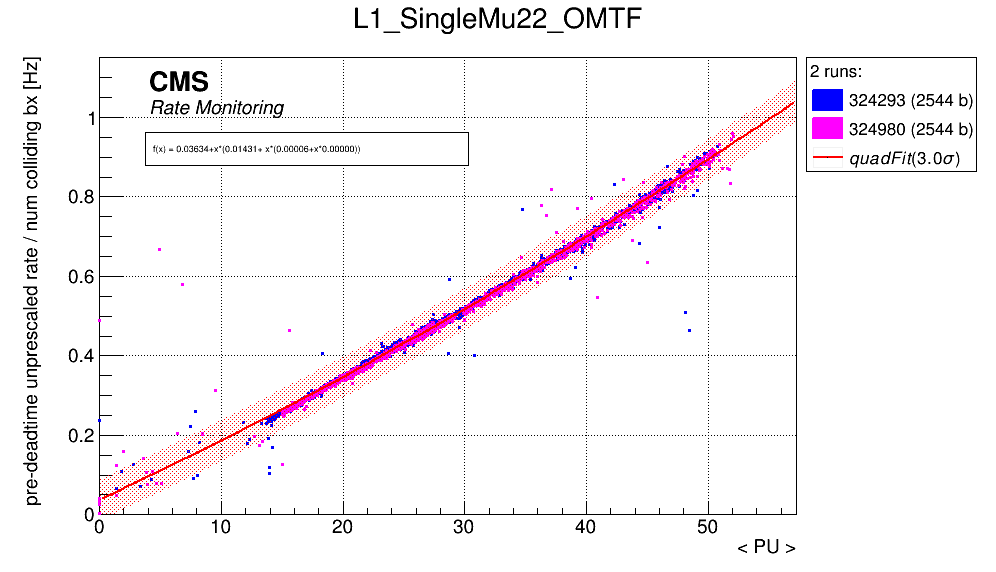 L1_SingleMu22_OMTF
pre-deadtime unprescaled rate / num colliding bx [Hz]
CMS
Rate Monitoring
f(x) = 0.03634+x*(0.01431+ x*(0.00006+x*0.00000))
2 runs:
324293 (2544 b)
324980 (2544 b)
quadFit(3.0σ)
1
0.8
0.6
0.4
0.2
0
0 10 20 30 40 50
< PU >